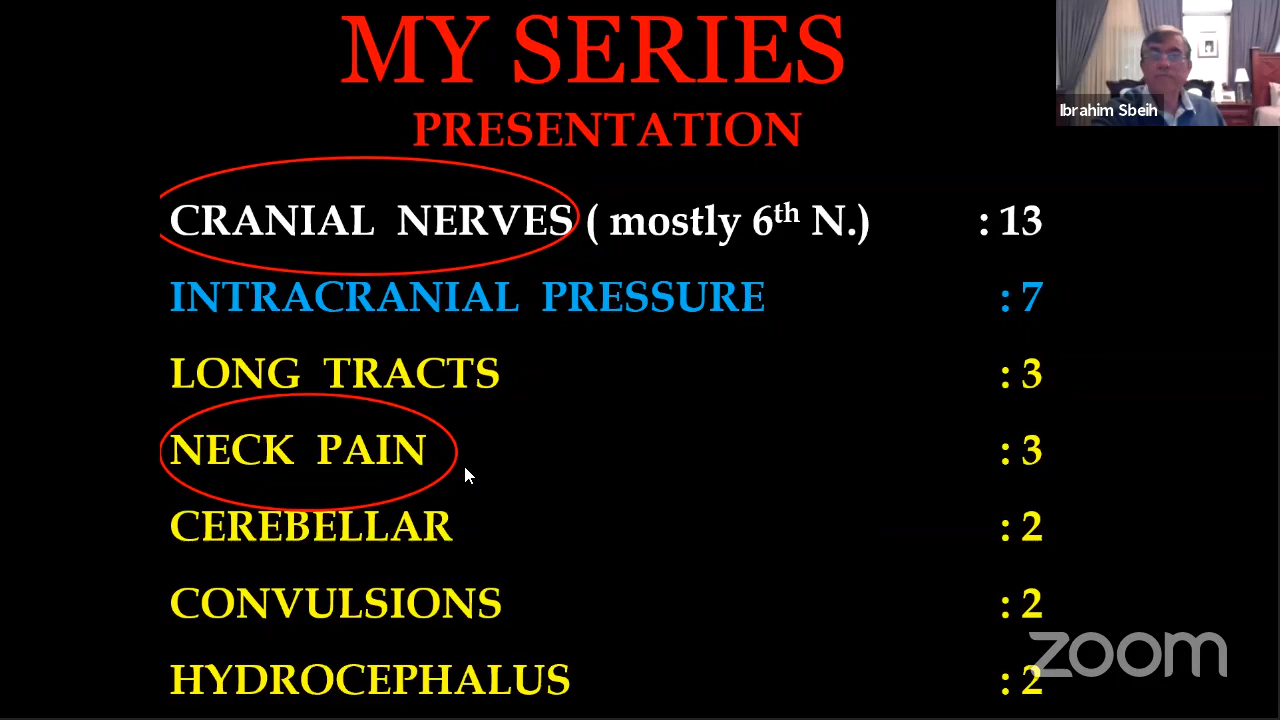 MY SERIES
PRESENTATION
Ibrahim Sbeih
CRANIAL NERVES ( mostly 6th N.) : 13
INTRACRANIAL PRESSURE : 7
LONG TRACTS : 3
NECK PAIN : 3
CEREBELLAR : 2
CONVULSIONS : 2
HYDROCEPHALUS : 2
zoom